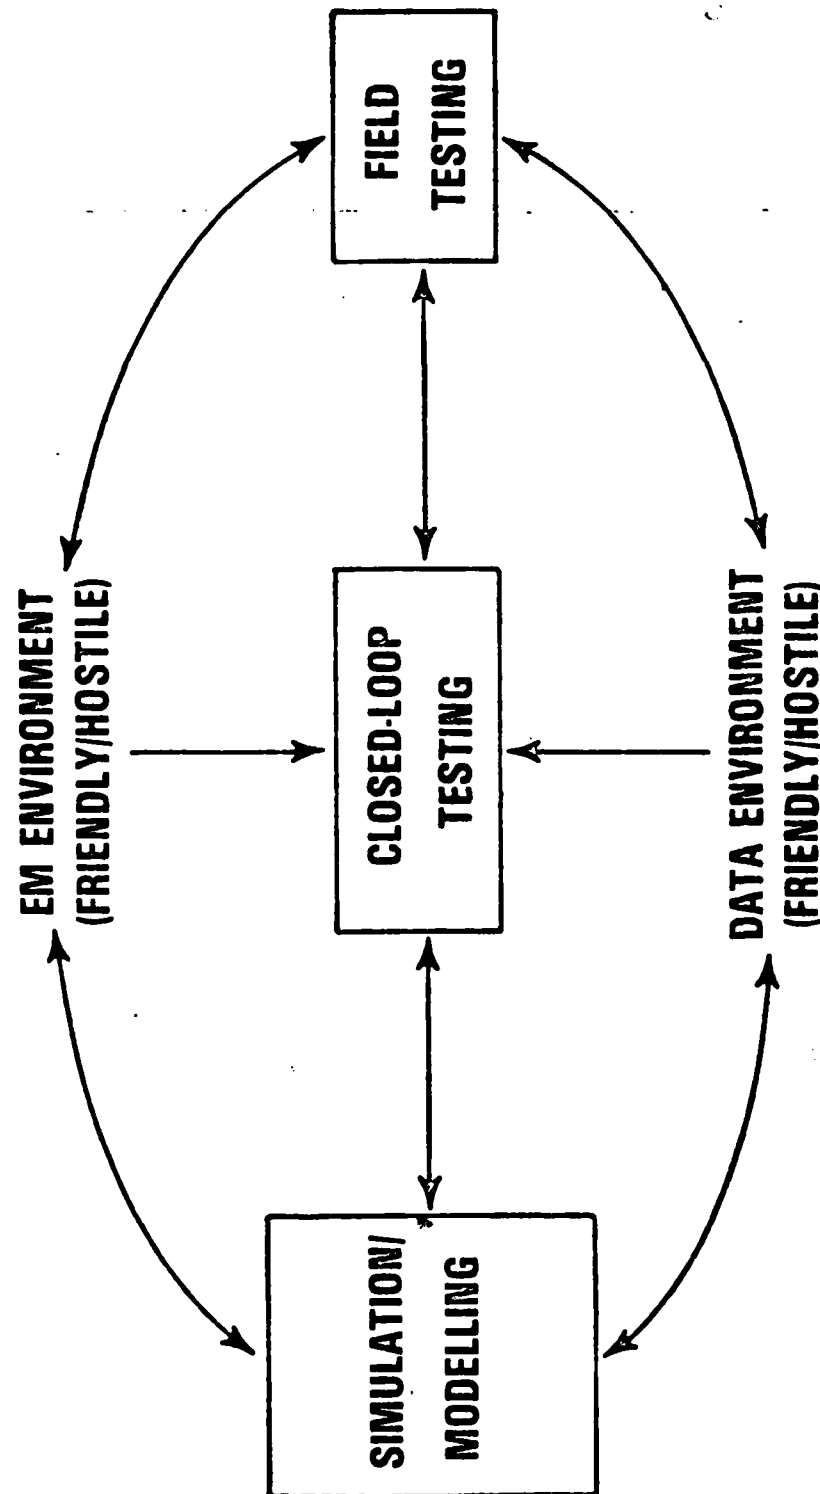 EM ENVIRONMENT
(FRIENDLY/HOSTILE)
SIMULATION/
MODELLING
CLOSED-LOOP
TESTING
FIELD
TESTING
DATA ENVIRONMENT
(FRIENDLY/HOSTILE)